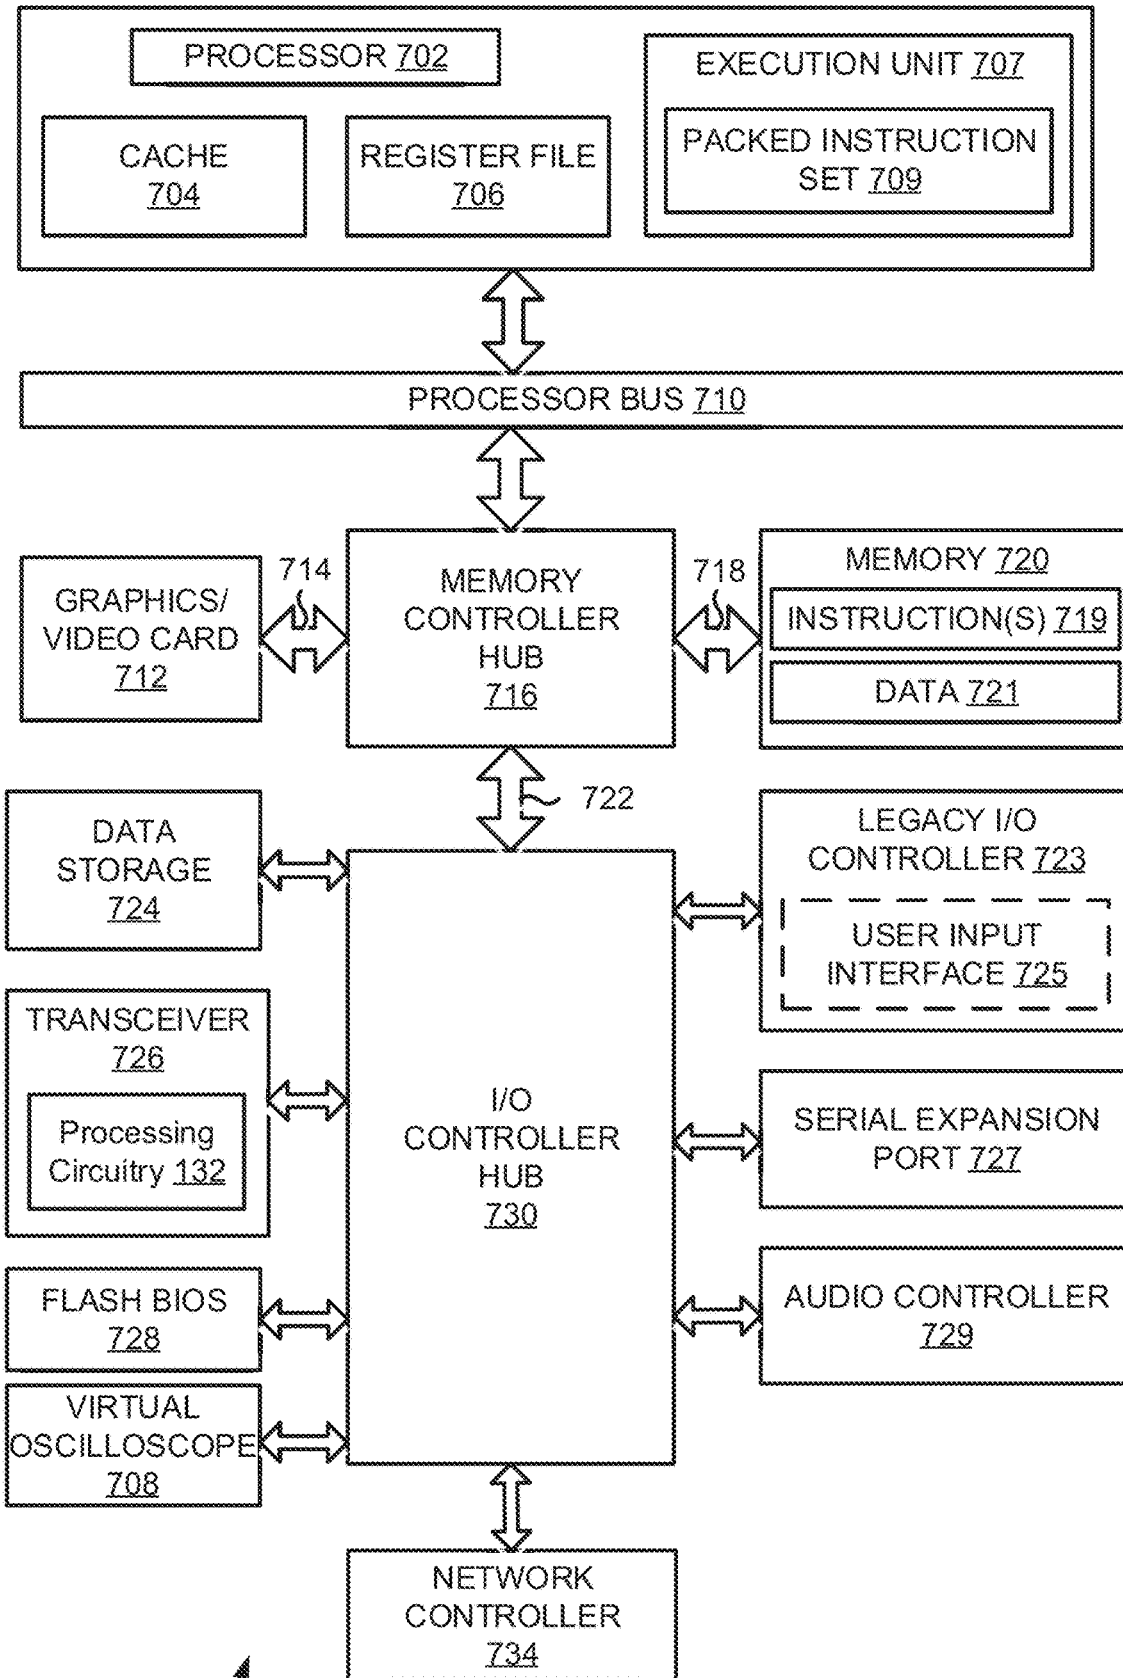 PROCESSOR 702
EXECUTION UNIT 707
PACKED INSTRUCTION
SET 709
CACHE
704
REGISTER FILE
706
PROCESSOR BUS 710
GRAPHICS/
VIDEO CARD
712
714
MEMORY
CONTROLLER
HUB
716
718
MEMORY 720
INSTRUCTION(S) 719
DATA 721
722
DATA
STORAGE
724
LEGACY I/O
CONTROLLER 723
USER INPUT
INTERFACE 725
TRANSCEIVER
726
Processing
Circuitry 132
I/O
CONTROLLER
HUB
730
SERIAL EXPANSION
PORT 727
FLASH BIOS
728
AUDIO CONTROLLER
729
VIRTUAL
OSCILLOSCOPE
708
NETWORK
CONTROLLER
734